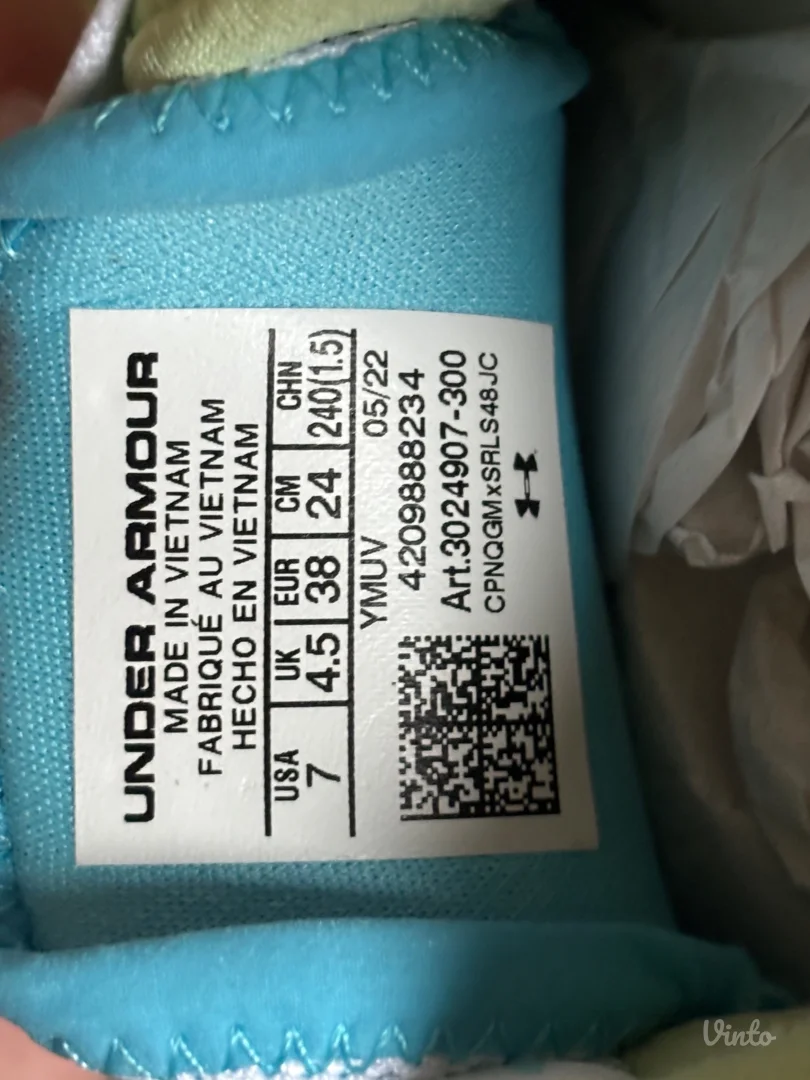 UNDER ARMOUR
MADE IN VIETNAM
FABRIQUÉ AU VIETNAM
HECHO EN VIETNAM
USA UK EUR CM CHN
7 4.5 38 24 240(1.5)
YMUV 05/22
4209888234
Art.3024907-300
CPNQGMxSRLS48JC
Vinto